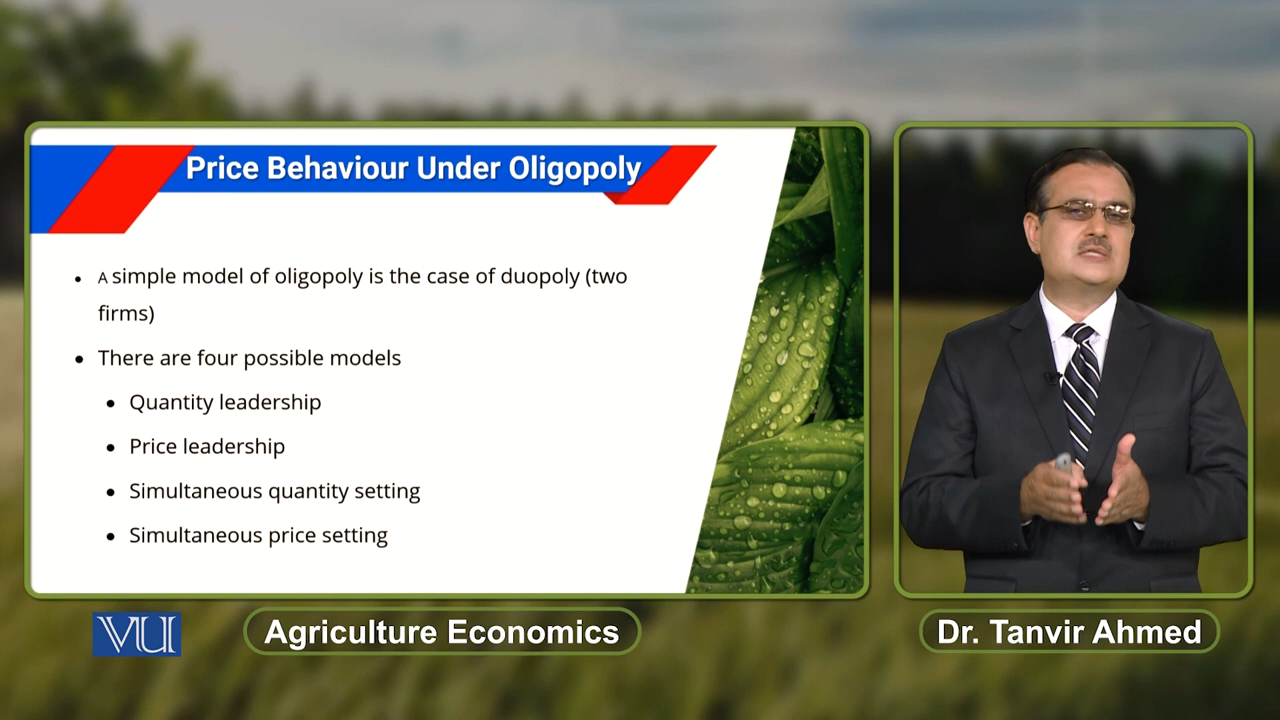 Price Behaviour Under Oligopoly
• A simple model of oligopoly is the case of duopoly (two
firms)
• There are four possible models
• Quantity leadership
• Price leadership
• Simultaneous quantity setting
• Simultaneous price setting
VU
Agriculture Economics
Dr. Tanvir Ahmed